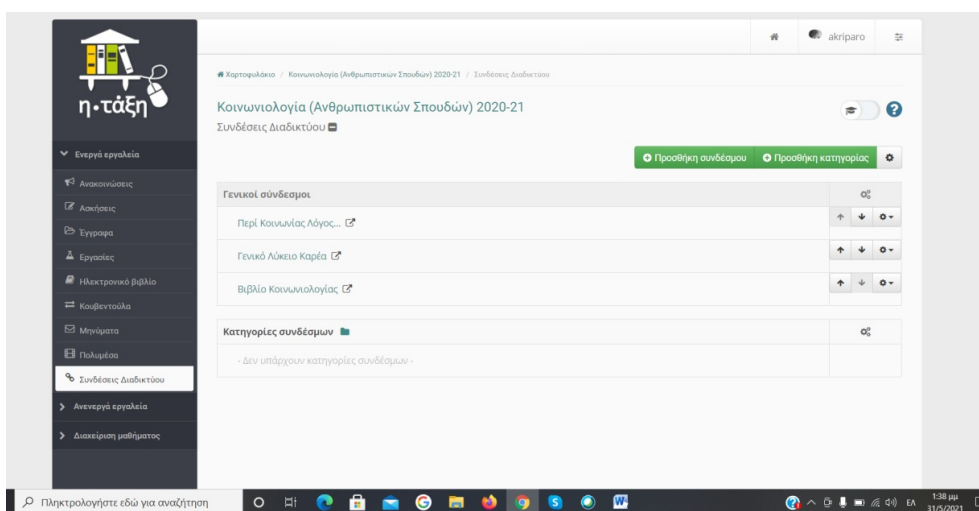 akriparo
η·τάξη
Χαρτοφυλάκιο / Κοινωνιολογία (Ανθρωπιστικών Σπουδών) 2020-21 / Συνδέσεις Διαδικτύου
Κοινωνιολογία (Ανθρωπιστικών Σπουδών) 2020-21
Συνδέσεις Διαδικτύου
Προσθήκη συνδέσμου Προσθήκη κατηγορίας
Ενεργά εργαλεία
Ανακοινώσεις
Ασκήσεις
Έγγραφα
Εργασίες
Ηλεκτρονικό βιβλίο
Κουβεντούλα
Μηνύματα
Πολυμέσα
Συνδέσεις Διαδικτύου
Ανενεργά εργαλεία
Διαχείριση μαθήματος
Γενικοί σύνδεσμοι
Περί Κοινωνίας Λόγος...
Γενικό Λύκειο Καρέα
Βιβλίο Κοινωνιολογίας
Κατηγορίες συνδέσμων
- Δεν υπάρχουν κατηγορίες συνδέσμων -
Πληκτρολογήστε εδώ για αναζήτηση
ΕΛ
1:38 μμ
31/5/2021